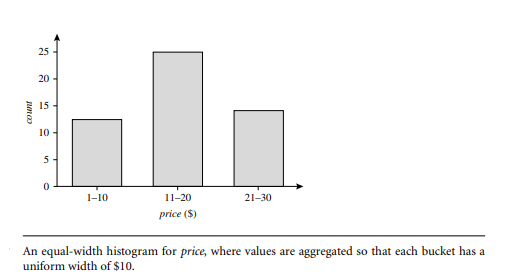 25
20
15
10
5
0
count
1–10 11–20 21–30
price ($)
An equal-width histogram for price, where values are aggregated so that each bucket has a
uniform width of $10.